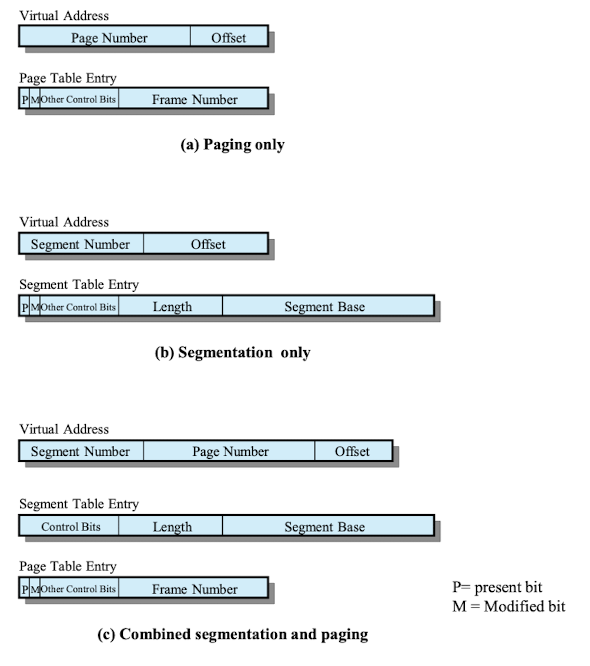 Virtual Address
Page Number Offset
Page Table Entry
P M Other Control Bits Frame Number
(a) Paging only
Virtual Address
Segment Number Offset
Segment Table Entry
P M Other Control Bits Length Segment Base
(b) Segmentation only
Virtual Address
Segment Number Page Number Offset
Segment Table Entry
Control Bits Length Segment Base
Page Table Entry
P M Other Control Bits Frame Number
P= present bit
M = Modified bit
(c) Combined segmentation and paging